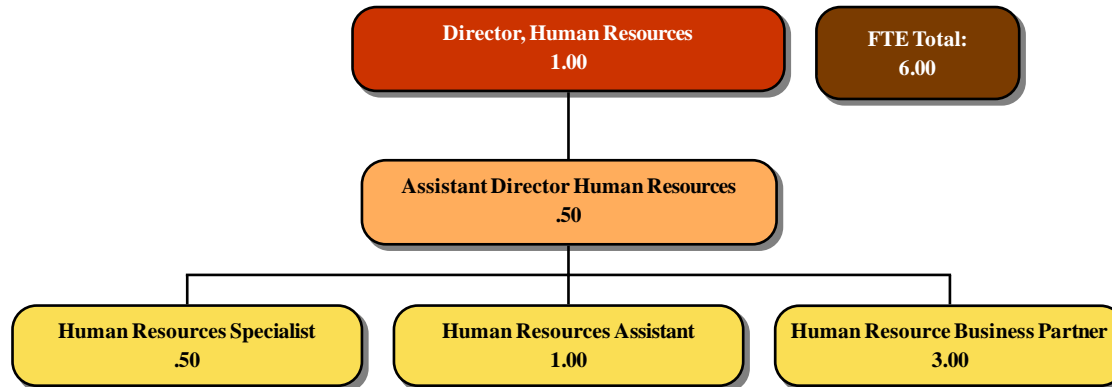 Director, Human Resources
1.00
FTE Total:
6.00
Assistant Director Human Resources
.50
Human Resources Specialist
.50
Human Resources Assistant
1.00
Human Resource Business Partner
3.00